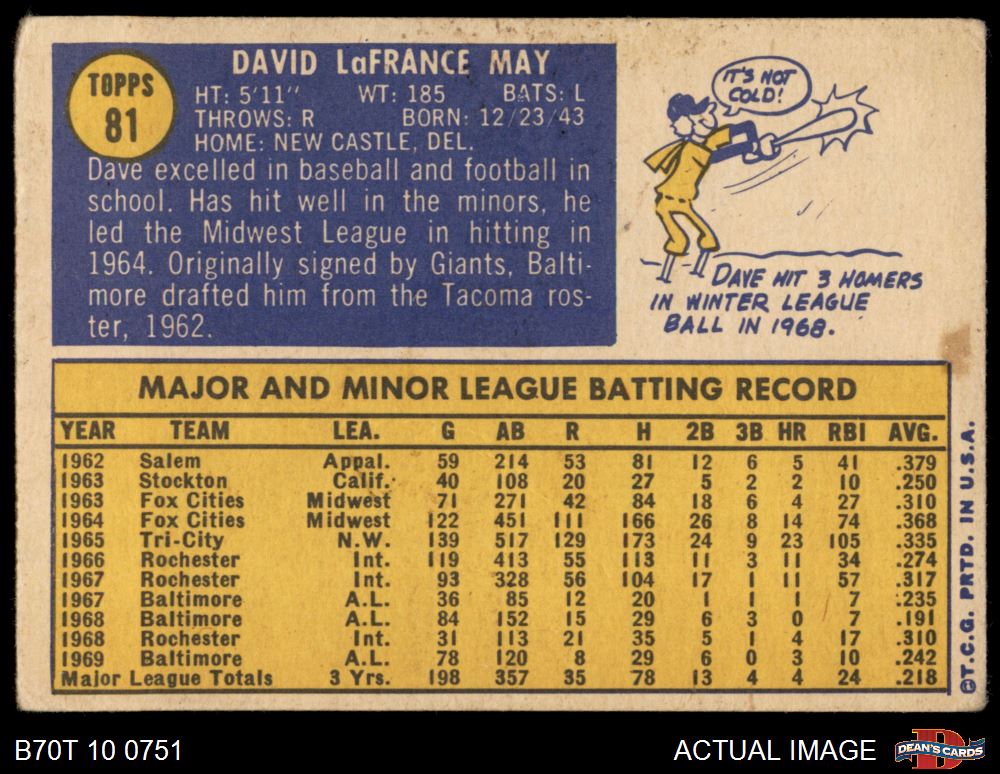 TOPPS
81
DAVID LaFRANCE MAY
HT: 5'11" WT: 185 BATS: L
THROWS: R BORN: 12/23/43
HOME: NEW CASTLE, DEL.
Dave excelled in baseball and football in
school. Has hit well in the minors, he
led the Midwest League in hitting in
1964. Originally signed by Giants, Balti-
more drafted him from the Tacoma ros-
ter, 1962.
IT'S NOT
COLD!
DAVE HIT 3 HOMERS
IN WINTER LEAGUE
BALL IN 1968.
MAJOR AND MINOR LEAGUE BATTING RECORD
YEAR TEAM LEA. G AB R H 2B 3B HR RBI AVG.
1962 Salem Appal. 59 214 53 81 12 6 5 41 .379
1963 Stockton Calif. 40 108 20 27 5 2 2 10 .250
1963 Fox Cities Midwest 71 271 42 84 18 6 4 27 .310
1964 Fox Cities Midwest 122 451 111 166 26 8 14 74 .368
1965 Tri-City N.W. 139 517 129 173 24 9 23 105 .335
1966 Rochester Int. 119 413 55 113 11 3 11 34 .274
1967 Rochester Int. 93 328 56 104 17 1 11 57 .317
1967 Baltimore A.L. 36 85 12 20 1 1 1 7 .235
1968 Baltimore A.L. 84 152 15 29 6 3 0 7 .191
1968 Rochester Int. 31 113 21 35 5 1 4 17 .310
1969 Baltimore A.L. 78 120 8 29 6 0 3 10 .242
Major League Totals 3 Yrs. 198 357 35 78 13 4 4 24 .218
©T.C.G. PRTD. IN U.S.A.
B70T 10 0751
ACTUAL IMAGE
DEAN'S CARDS